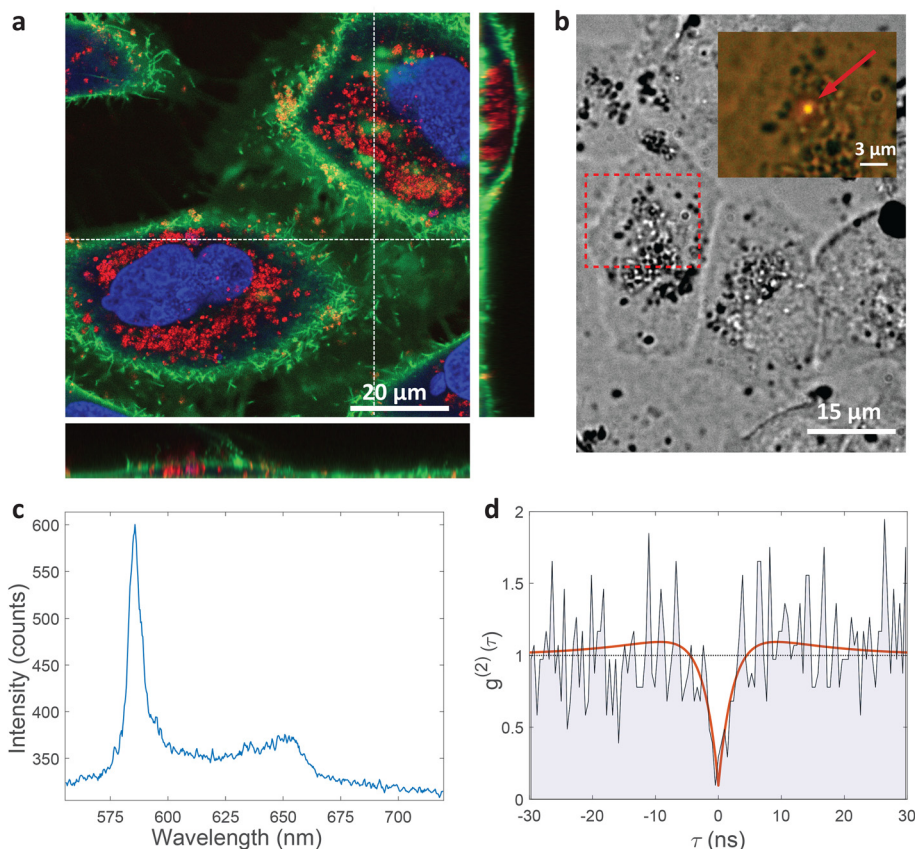 a
20 µm
b
3 µm
15 µm
c
600
550
500
450
400
350
575
600
625
650
675
700
Intensity (counts)
Wavelength (nm)
d
2
1.5
1
0.5
0
-30
-20
-10
0
10
20
30
g(2) (τ)
τ (ns)